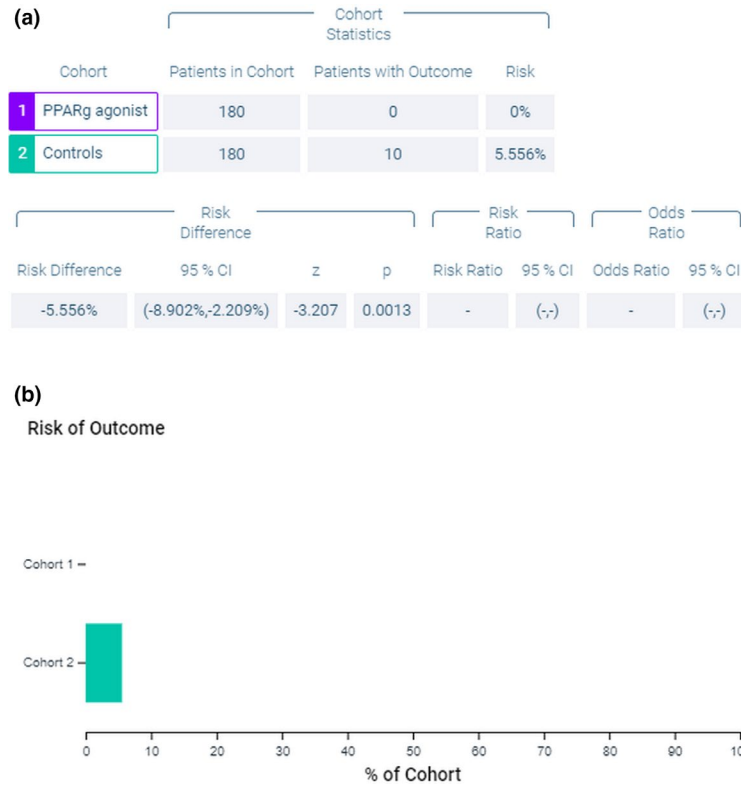 (a)
Cohort
Statistics
Cohort Patients in Cohort Patients with Outcome Risk
1 PPARg agonist 180 0 0%
2 Controls 180 10 5.556%
Risk
Difference
Risk
Ratio
Odds
Ratio
Risk Difference 95 % CI z p Risk Ratio 95 % CI Odds Ratio 95 % CI
-5.556% (-8.902%,-2.209%) -3.207 0.0013 - (-,-) - (-,-)
(b)
Risk of Outcome
Cohort 1
Cohort 2
0 10 20 30 40 50 60 70 80 90
% of Cohort